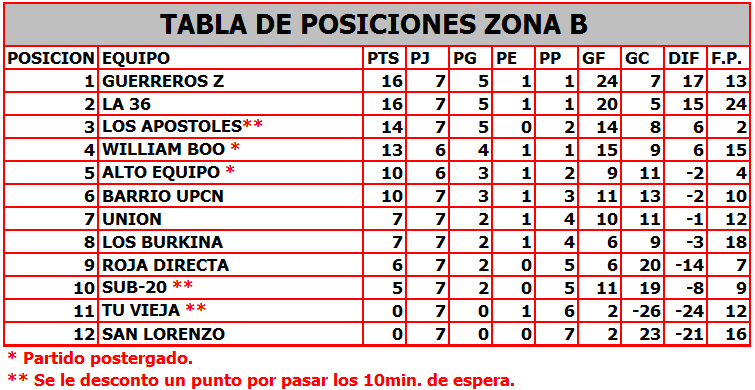 TABLA DE POSICIONES ZONA B
POSICION EQUIPO PTS PJ PG PE PP GF GC DIF F.P.
1 GUERREROS Z 16 7 5 1 1 24 7 17 13
2 LA 36 16 7 5 1 1 20 5 15 24
3 LOS APOSTOLES** 14 7 5 0 2 14 8 6 2
4 WILLIAM BOO * 13 6 4 1 1 15 9 6 15
5 ALTO EQUIPO * 10 6 3 1 2 9 11 -2 4
6 BARRIO UPCN 10 7 3 1 3 11 13 -2 10
7 UNION 7 7 2 1 4 10 11 -1 12
8 LOS BURKINA 7 7 2 1 4 6 9 -3 18
9 ROJA DIRECTA 6 7 2 0 5 6 20 -14 7
10 SUB-20 ** 5 7 2 0 5 11 19 -8 9
11 TU VIEJA ** 0 7 0 1 6 2 -26 -24 12
12 SAN LORENZO 0 7 0 0 7 2 23 -21 16
* Partido postergado.
** Se le desconto un punto por pasar los 10min. de espera.